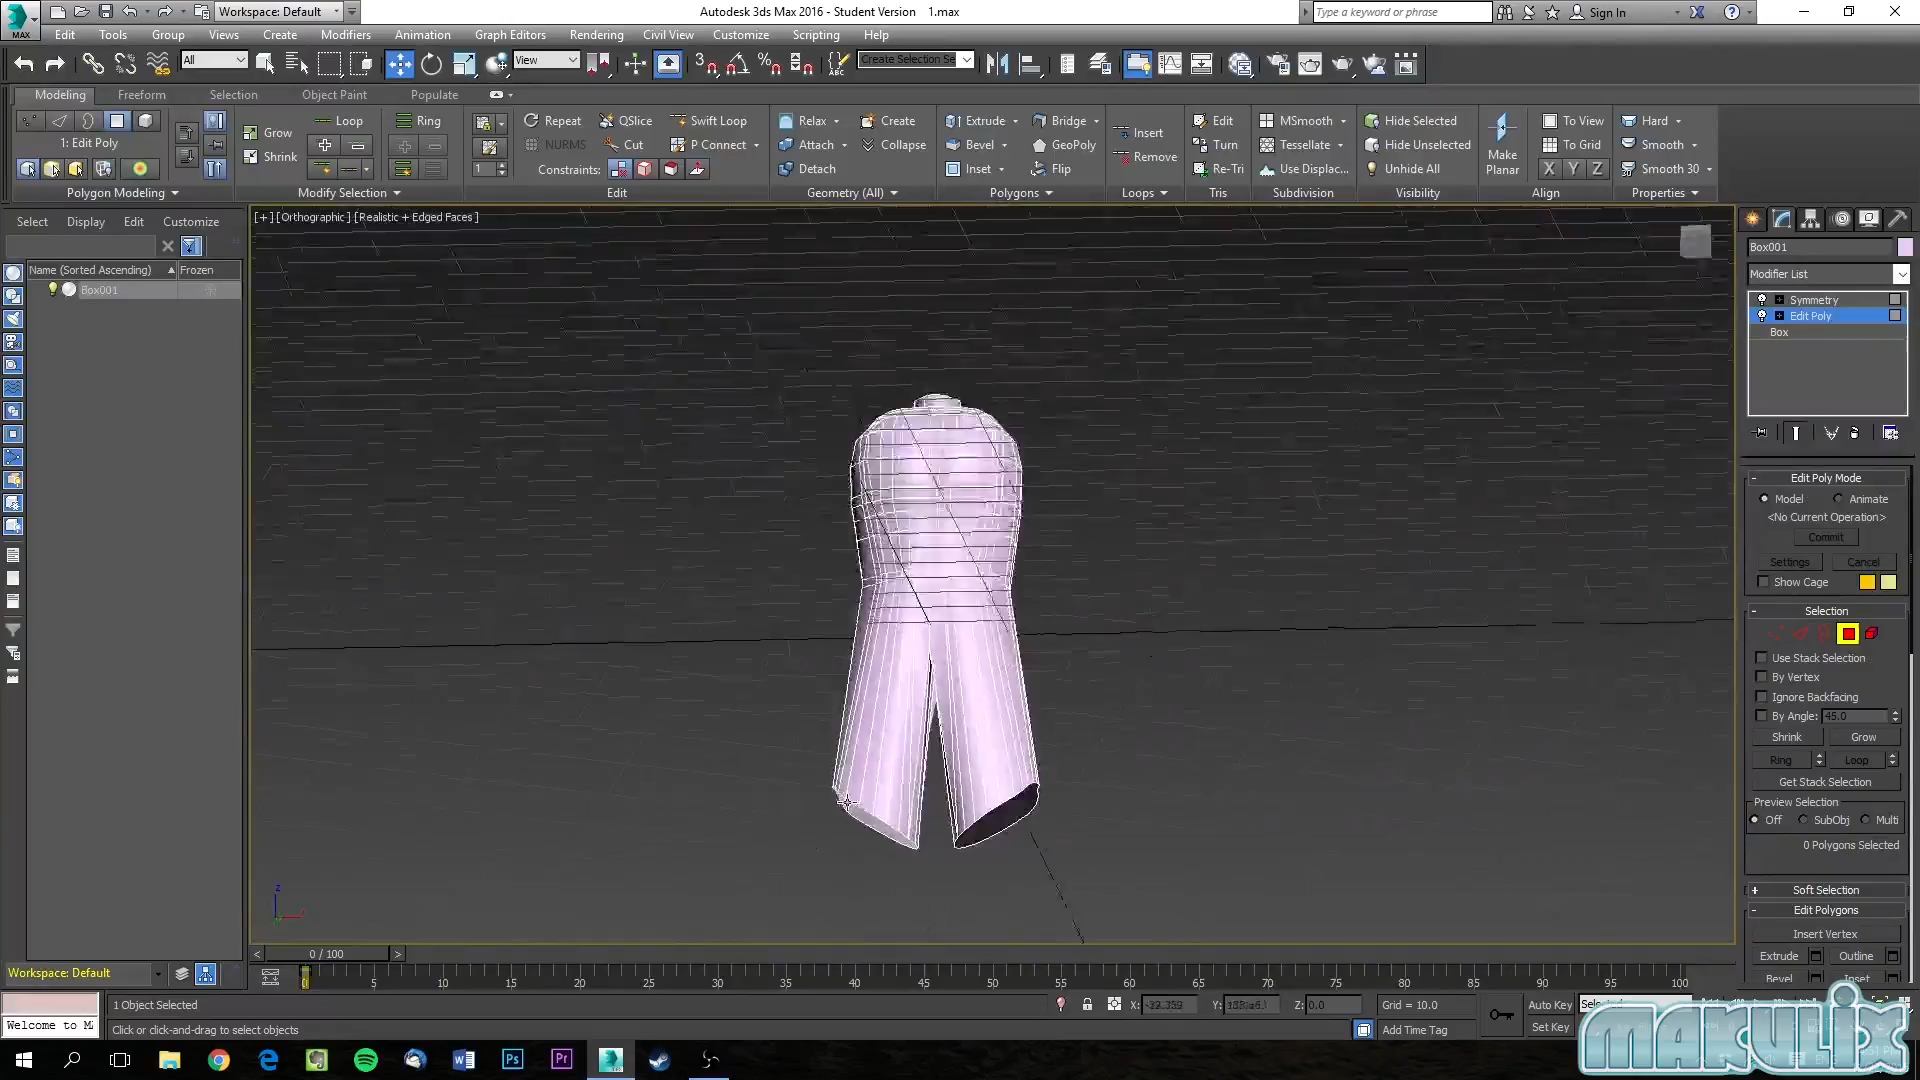 MAX
Workspace: Default
Autodesk 3ds Max 2016 - Student Version 1.max
Type a keyword or phrase
Sign In
Edit Tools Group Views Create Modifiers Animation Graph Editors Rendering Civil View Customize Scripting Help
All
View
3
ABC
Create Selection Se
Modeling Freeform Selection Object Paint Populate
1: Edit Poly
Polygon Modeling
Grow
Shrink
Loop
Ring
Modify Selection
1
Repeat QSlice Swift Loop
NURMS Cut P Connect
Constraints:
Edit
Relax Create
Attach Collapse
Detach
Geometry (All)
Extrude Bridge
Bevel GeoPoly
Inset Flip
Polygons
Insert
Remove
Loops
Edit
Turn
Re-Tri
Tris
MSmooth
Tessellate
Use Displac...
Subdivision
Hide Selected
Hide Unselected
Unhide All
Visibility
Make
Planar
To View
To Grid
X Y Z
Align
Hard
Smooth
Smooth 30
Properties
Select Display Edit Customize
Name (Sorted Ascending) Frozen
Box001
[+] [Orthographic] [Realistic + Edged Faces]
z
Box001
Modifier List
Symmetry
Edit Poly
Box
Edit Poly Mode
Model Animate
<No Current Operation>
Commit
Settings Cancel
Show Cage
Selection
Use Stack Selection
By Vertex
Ignore Backfacing
By Angle: 45.0
Shrink Grow
Ring Loop
Get Stack Selection
Preview Selection
Off SubObj Multi
0 Polygons Selected
Soft Selection
Edit Polygons
Insert Vertex
Extrude Outline
Bevel Inset
0 / 100
Workspace: Default
0 5 10 15 20 25 30 35 40 45 50 55 60 65 70 75 80 85 90 95 100
1 Object Selected
X: Y: Z: 0.0
Grid = 10.0
Auto Key
Welcome to M
Click or click-and-drag to select objects
Add Time Tag
Set Key
MAKULIX